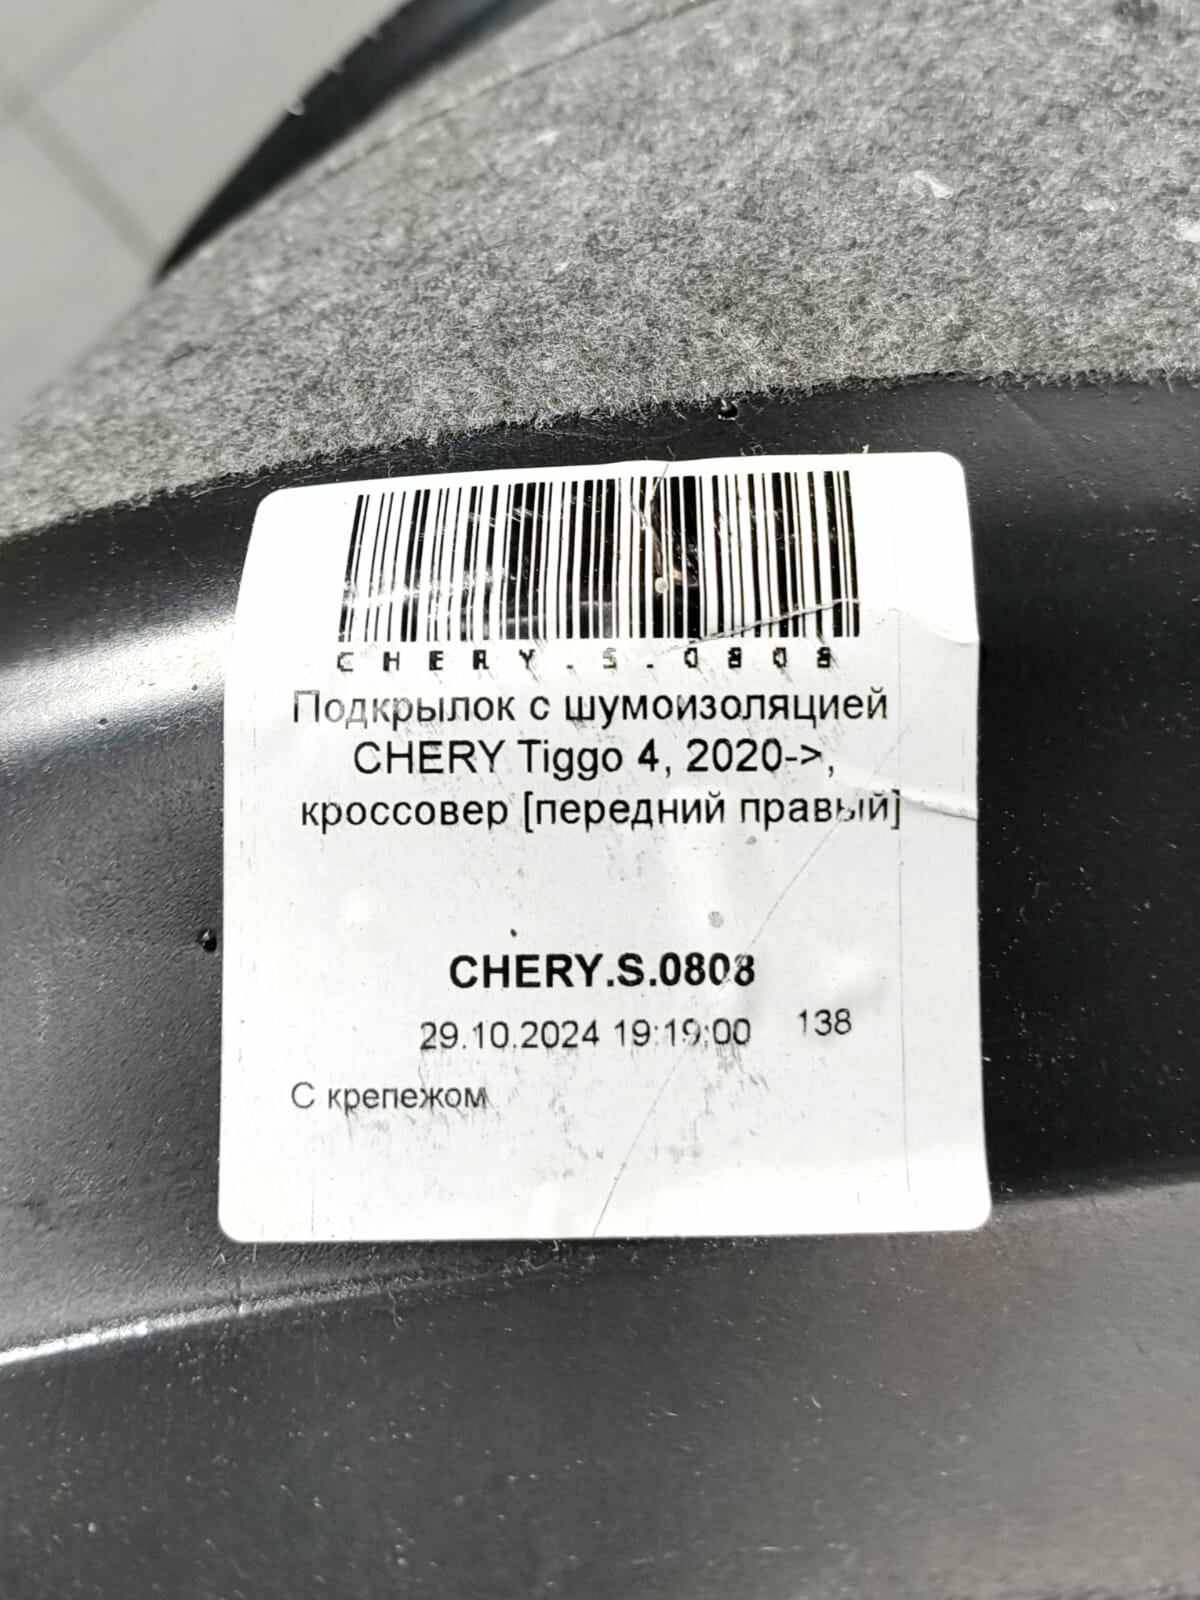 CHERY.S.0808
Подкрылок с шумоизоляцией
CHERY Tiggo 4, 2020->,
кроссовер [передний правый]
CHERY.S.0808
29.10.2024 19:19:00 138
С крепежом